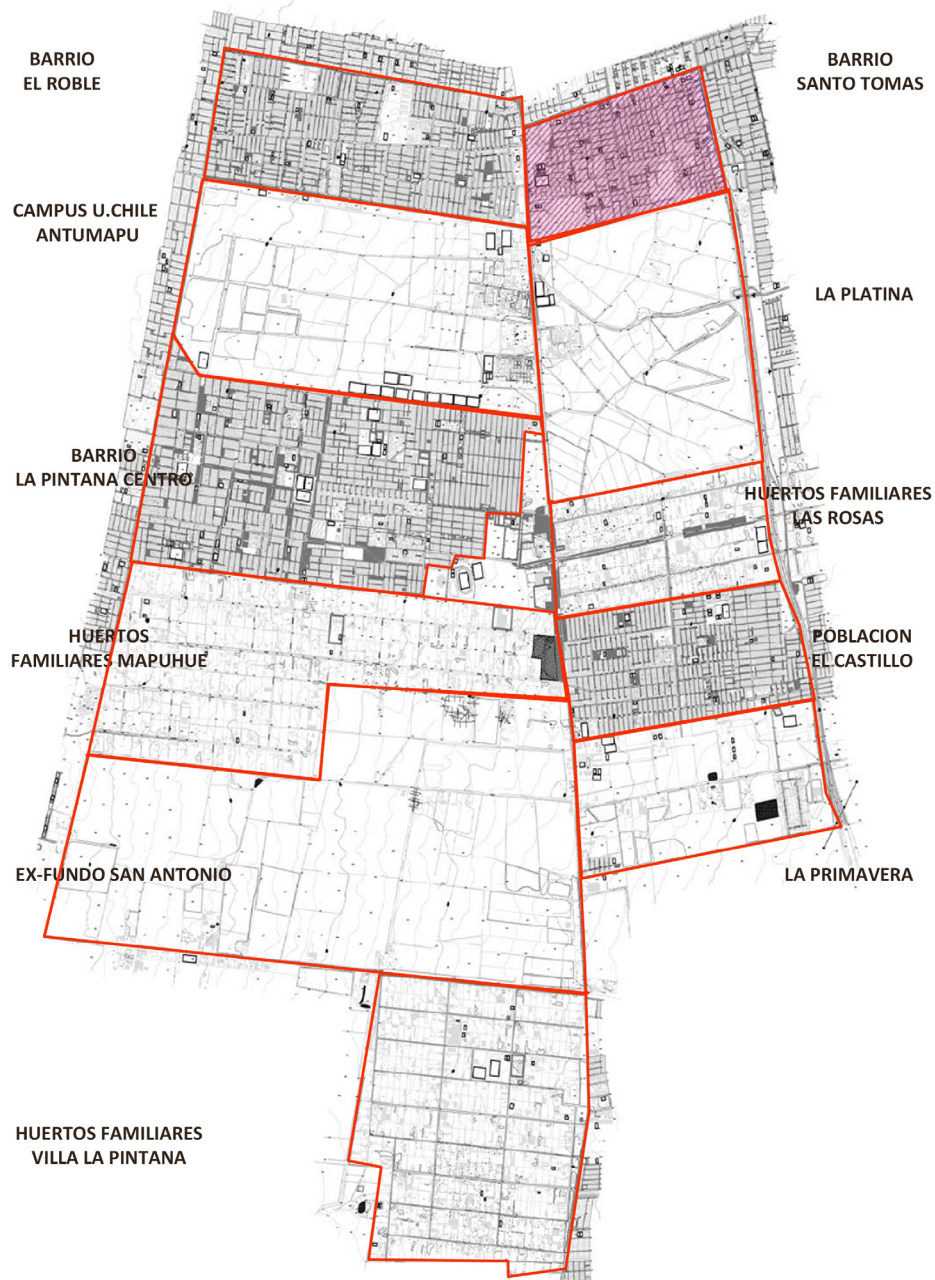 BARRIO
EL ROBLE
BARRIO
SANTO TOMAS
CAMPUS U.CHILE
ANTUMAPU
LA PLATINA
BARRIO
LA PINTANA CENTRO
HUERTOS FAMILIARES
LAS ROSAS
HUERTOS
FAMILIARES MAPUHUE
POBLACION
EL CASTILLO
EX-FUNDO SAN ANTONIO
LA PRIMAVERA
HUERTOS FAMILIARES
VILLA LA PINTANA